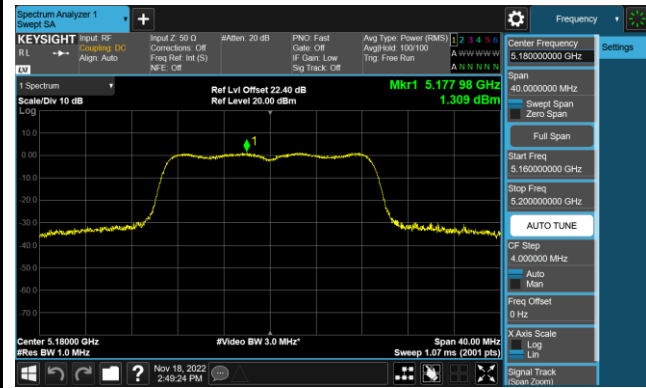 Spectrum Analyzer 1
Swept SA
+
Frequency
KEYSIGHT
RL
Input: RF
Coupling: DC
Align: Auto
Input Z: 50 Ω
Corrections: Off
Freq Ref: Int (S)
NFE: Off
#Atten: 20 dB
PNO: Fast
Gate: Off
IF Gain: Low
Sig Track: Off
Avg Type: Power (RMS)
Avg|Hold: 100/100
Trig: Free Run
1 2 3 4 5 6
A W W W W W
A N N N N N
1 Spectrum
Scale/Div 10 dB
Log
Ref Lvl Offset 22.40 dB
Ref Level 20.00 dBm
Mkr1 5.177 98 GHz
1.309 dBm
10.0
0.00
-10.0
-20.0
-30.0
-40.0
-50.0
-60.0
-70.0
1
Center 5.18000 GHz
#Res BW 1.0 MHz
#Video BW 3.0 MHz*
Span 40.00 MHz
Sweep 1.07 ms (2001 pts)
Nov 18, 2022
2:49:24 PM
?
Center Frequency
5.180000000 GHz
Settings
Span
40.0000000 MHz
Swept Span
Zero Span
Full Span
Start Freq
5.160000000 GHz
Stop Freq
5.200000000 GHz
AUTO TUNE
CF Step
4.000000 MHz
Auto
Man
Freq Offset
0 Hz
X Axis Scale
Log
Lin
Signal Track
(Span Zoom)